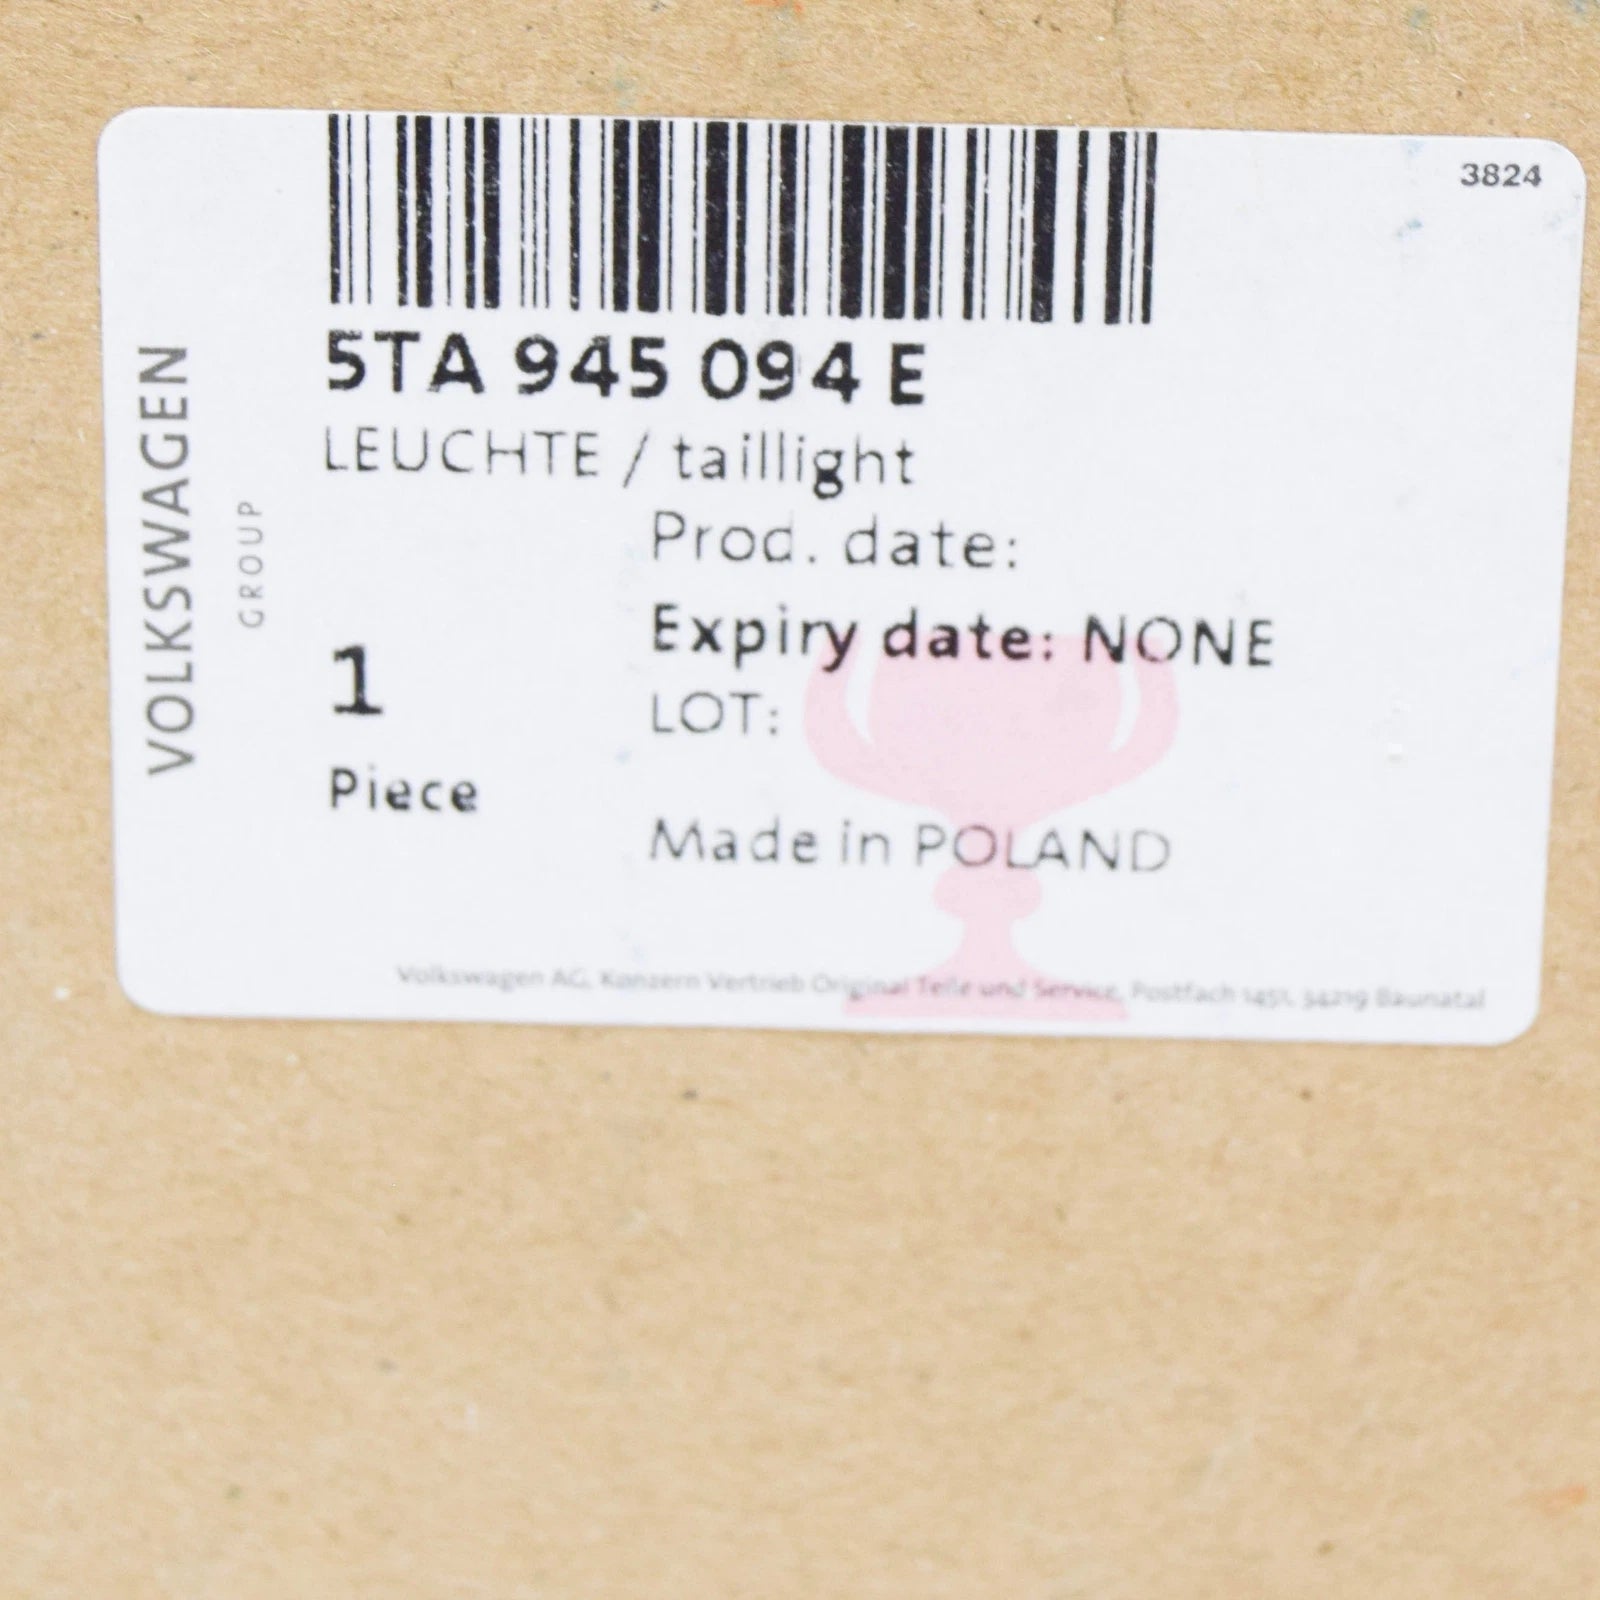 3824
5TA 945 094 E
LEUCHTE / taillight
Prod. date:
Expiry date: NONE
LOT:
1
Piece
Made in POLAND
VOLKSWAGEN
GROUP
Volkswagen AG, Konzern Vertrieb Original Teile und Service, Postfach 1451, 34219 Baunatal